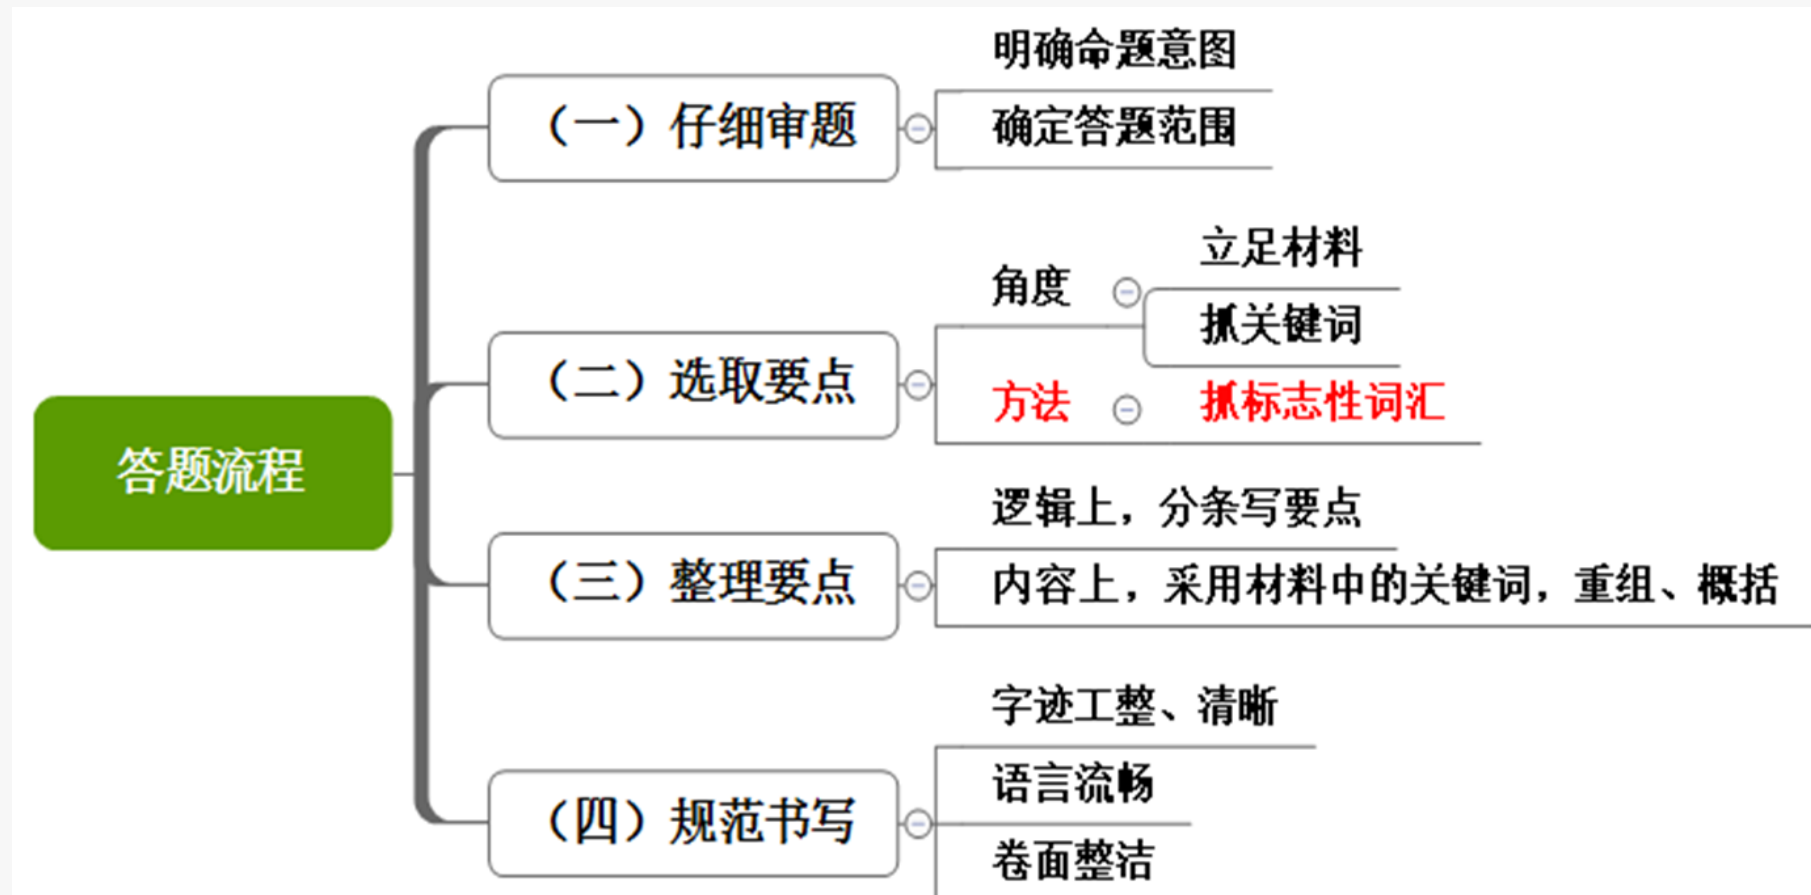 答题流程
（一）仔细审题
明确命题意图
确定答题范围
（二）选取要点
角度
立足材料
抓关键词
方法
抓标志性词汇
（三）整理要点
逻辑上，分条写要点
内容上，采用材料中的关键词，重组、概括
（四）规范书写
字迹工整、清晰
语言流畅
卷面整洁